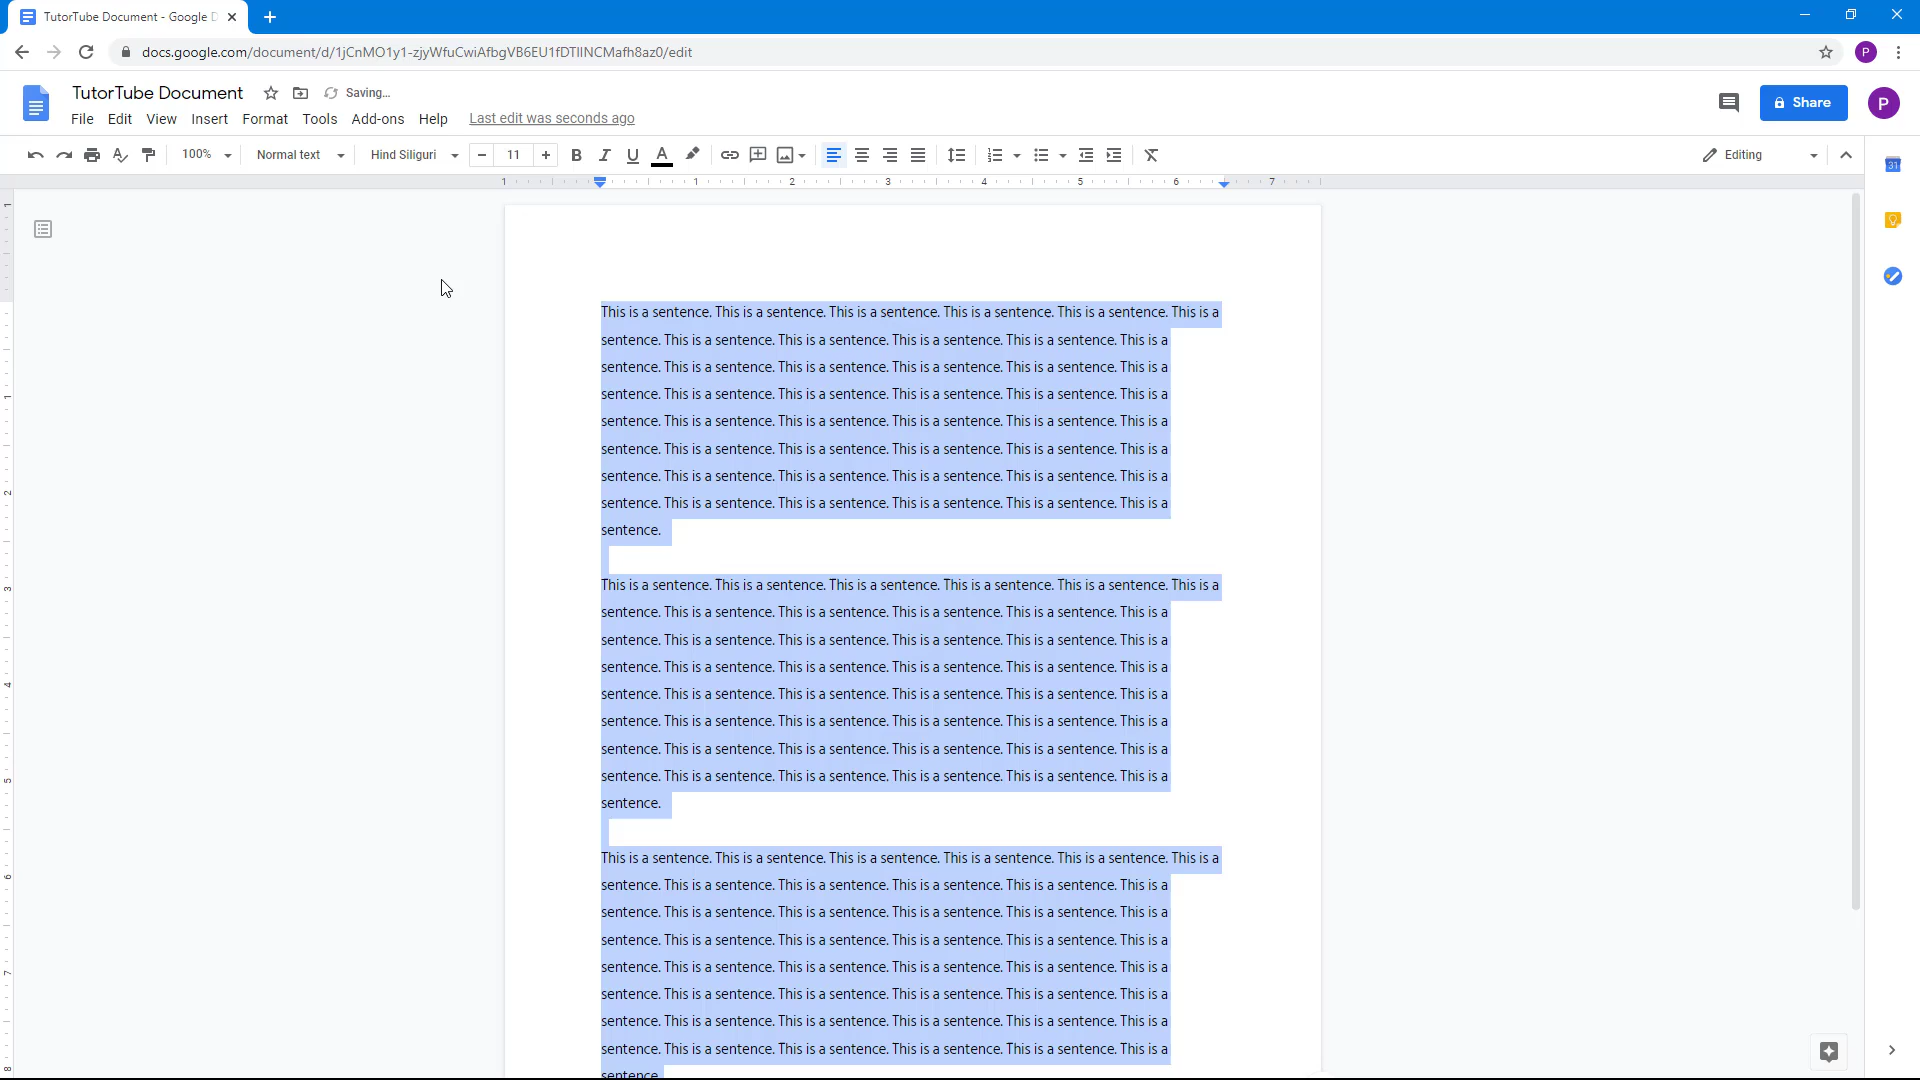 TutorTube Document - Google D
docs.google.com/document/d/1jCnMO1y1-zjyWfuCwiAfbgVB6EU1fDTIlNCMafh8az0/edit
P
TutorTube Document
Saving...
Share
P
File Edit View Insert Format Tools Add-ons Help
Last edit was seconds ago
100%
Normal text
Hind Siliguri
11
Editing
31
1 1 2 3 4 5 6 7
This is a sentence. This is a sentence. This is a sentence. This is a sentence. This is a sentence. This is a
sentence. This is a sentence. This is a sentence. This is a sentence. This is a sentence. This is a
sentence. This is a sentence. This is a sentence. This is a sentence. This is a sentence. This is a
sentence. This is a sentence. This is a sentence. This is a sentence. This is a sentence. This is a
sentence. This is a sentence. This is a sentence. This is a sentence. This is a sentence. This is a
sentence. This is a sentence. This is a sentence. This is a sentence. This is a sentence. This is a
sentence. This is a sentence. This is a sentence. This is a sentence. This is a sentence. This is a
sentence. This is a sentence. This is a sentence. This is a sentence. This is a sentence. This is a
sentence.
This is a sentence. This is a sentence. This is a sentence. This is a sentence. This is a sentence. This is a
sentence. This is a sentence. This is a sentence. This is a sentence. This is a sentence. This is a
sentence. This is a sentence. This is a sentence. This is a sentence. This is a sentence. This is a
sentence. This is a sentence. This is a sentence. This is a sentence. This is a sentence. This is a
sentence. This is a sentence. This is a sentence. This is a sentence. This is a sentence. This is a
sentence. This is a sentence. This is a sentence. This is a sentence. This is a sentence. This is a
sentence. This is a sentence. This is a sentence. This is a sentence. This is a sentence. This is a
sentence. This is a sentence. This is a sentence. This is a sentence. This is a sentence. This is a
sentence.
This is a sentence. This is a sentence. This is a sentence. This is a sentence. This is a sentence. This is a
sentence. This is a sentence. This is a sentence. This is a sentence. This is a sentence. This is a
sentence. This is a sentence. This is a sentence. This is a sentence. This is a sentence. This is a
sentence. This is a sentence. This is a sentence. This is a sentence. This is a sentence. This is a
sentence. This is a sentence. This is a sentence. This is a sentence. This is a sentence. This is a
sentence. This is a sentence. This is a sentence. This is a sentence. This is a sentence. This is a
sentence. This is a sentence. This is a sentence. This is a sentence. This is a sentence. This is a
sentence. This is a sentence. This is a sentence. This is a sentence. This is a sentence. This is a
sentence.
1
1
2
3
4
5
6
7
8